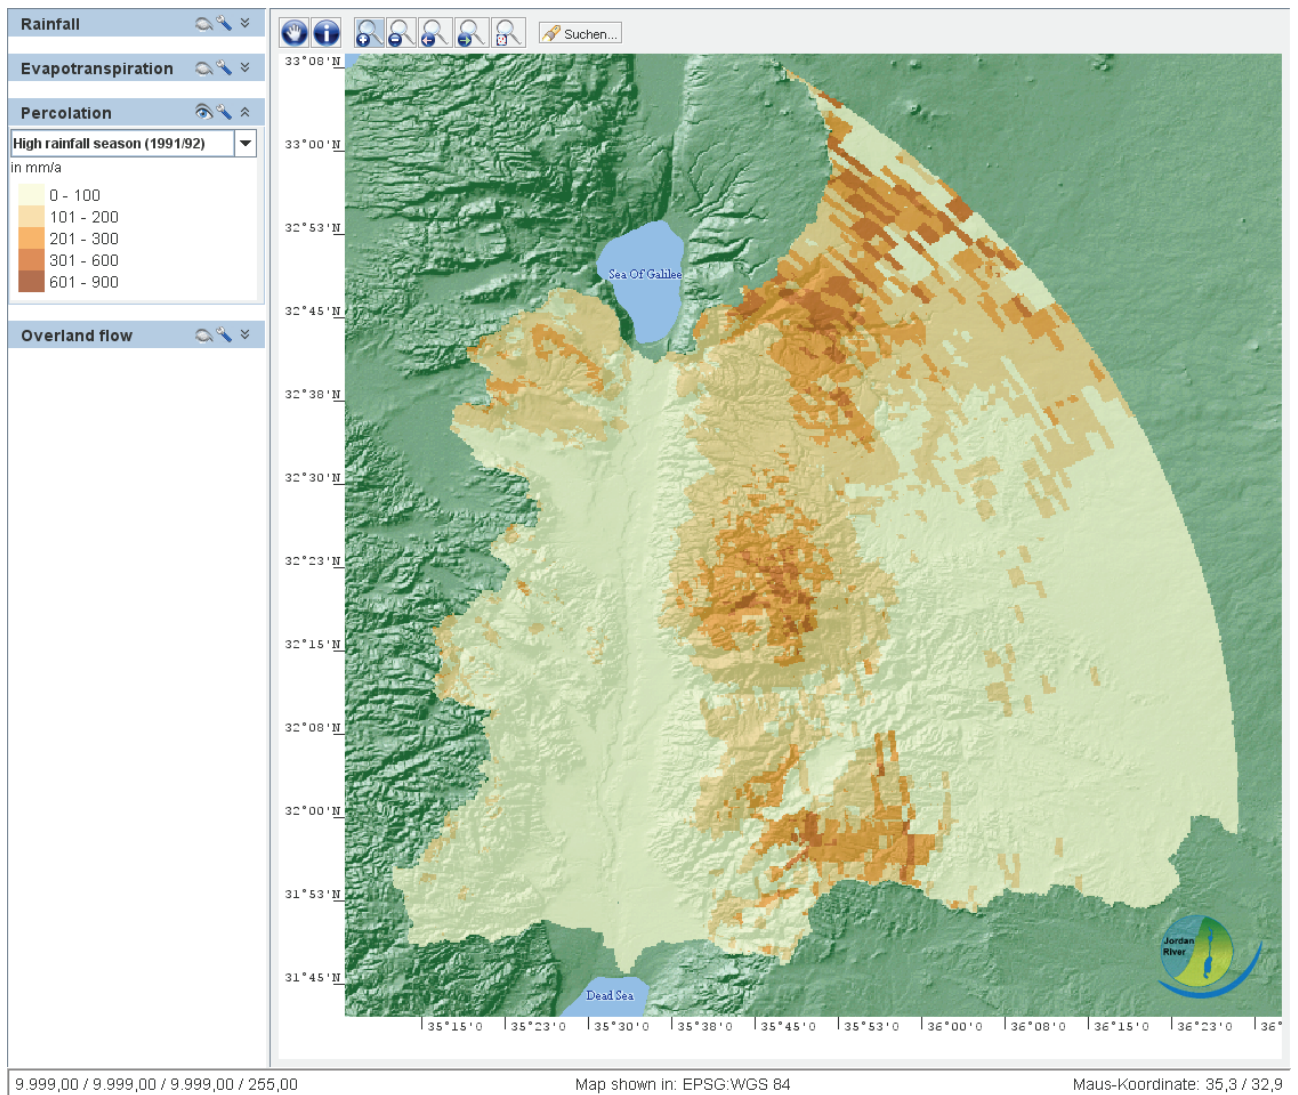 Rainfall
Evapotranspiration
Percolation
High rainfall season (1991/92)
in mm/a
0 - 100
101 - 200
201 - 300
301 - 600
601 - 900
Overland flow
Suchen...
33°08'N
33°00'N
32°53'N
32°45'N
32°38'N
32°30'N
32°23'N
32°15'N
32°08'N
32°00'N
31°53'N
31°45'N
Sea Of Galilee
Dead Sea
Jordan
River
35°15'0 35°23'0 35°30'0 35°38'0 35°45'0 35°53'0 36°00'0 36°08'0 36°15'0 36°23'0 36°
9.999,00 / 9.999,00 / 9.999,00 / 255,00 Map shown in: EPSG:WGS 84 Maus-Koordinate: 35,3 / 32,9